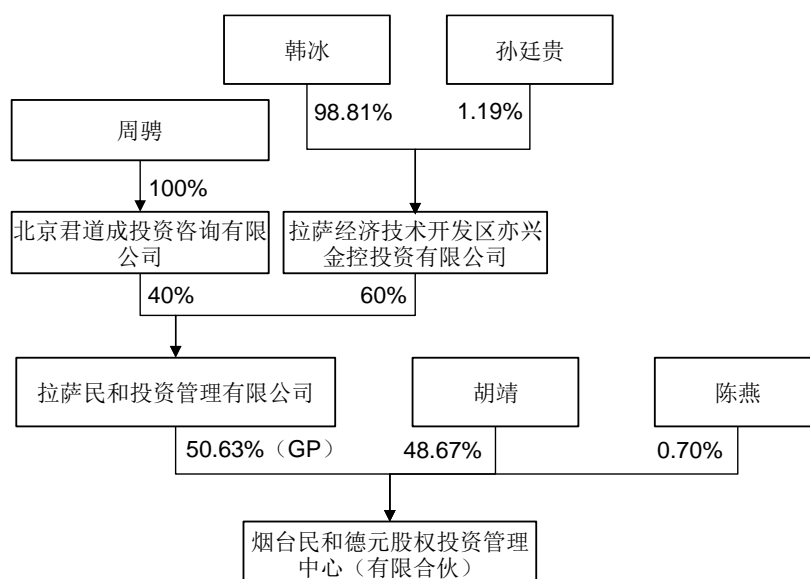 韩冰
孙廷贵
98.81%
1.19%
周骋
100%
北京君道成投资咨询有限
公司
拉萨经济技术开发区亦兴
金控投资有限公司
40%
60%
拉萨民和投资管理有限公司
胡靖
陈燕
50.63%（GP）
48.67%
0.70%
烟台民和德元股权投资管理
中心（有限合伙）